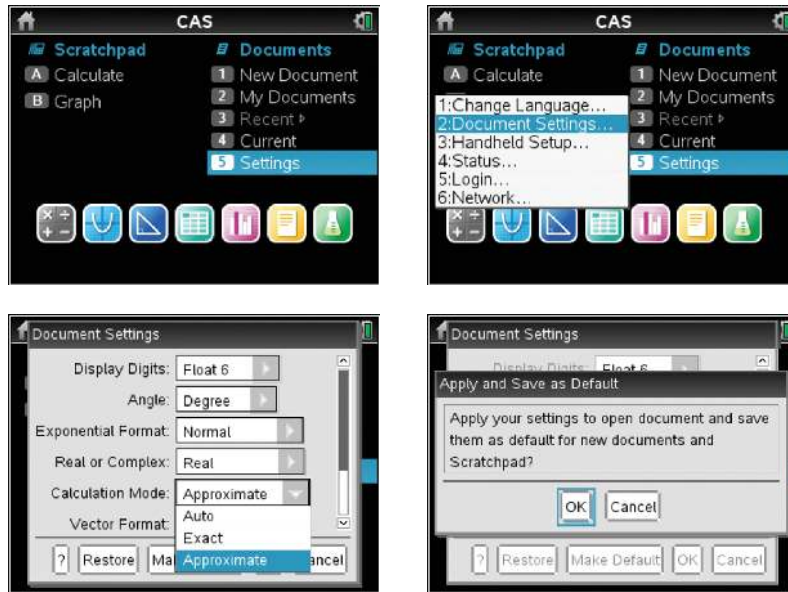 CAS
Scratchpad
A Calculate
B Graph
Documents
1 New Document
2 My Documents
3 Recent
4 Current
5 Settings
CAS
Scratchpad
A Calculate
1:Change Language...
2:Document Settings...
3:Handheld Setup...
4:Status...
5:Login...
6:Network...
Documents
1 New Document
2 My Documents
3 Recent
4 Current
5 Settings
Document Settings
Display Digits: Float 6
Angle: Degree
Exponential Format: Normal
Real or Complex: Real
Calculation Mode: Approximate
Auto
Exact
Approximate
Vector Format:
? Restore Ma ancel
Document Settings
Display Digits: Float 6
Apply and Save as Default
Apply your settings to open document and save
them as default for new documents and
Scratchpad?
OK Cancel
? Restore Make Default OK Cancel